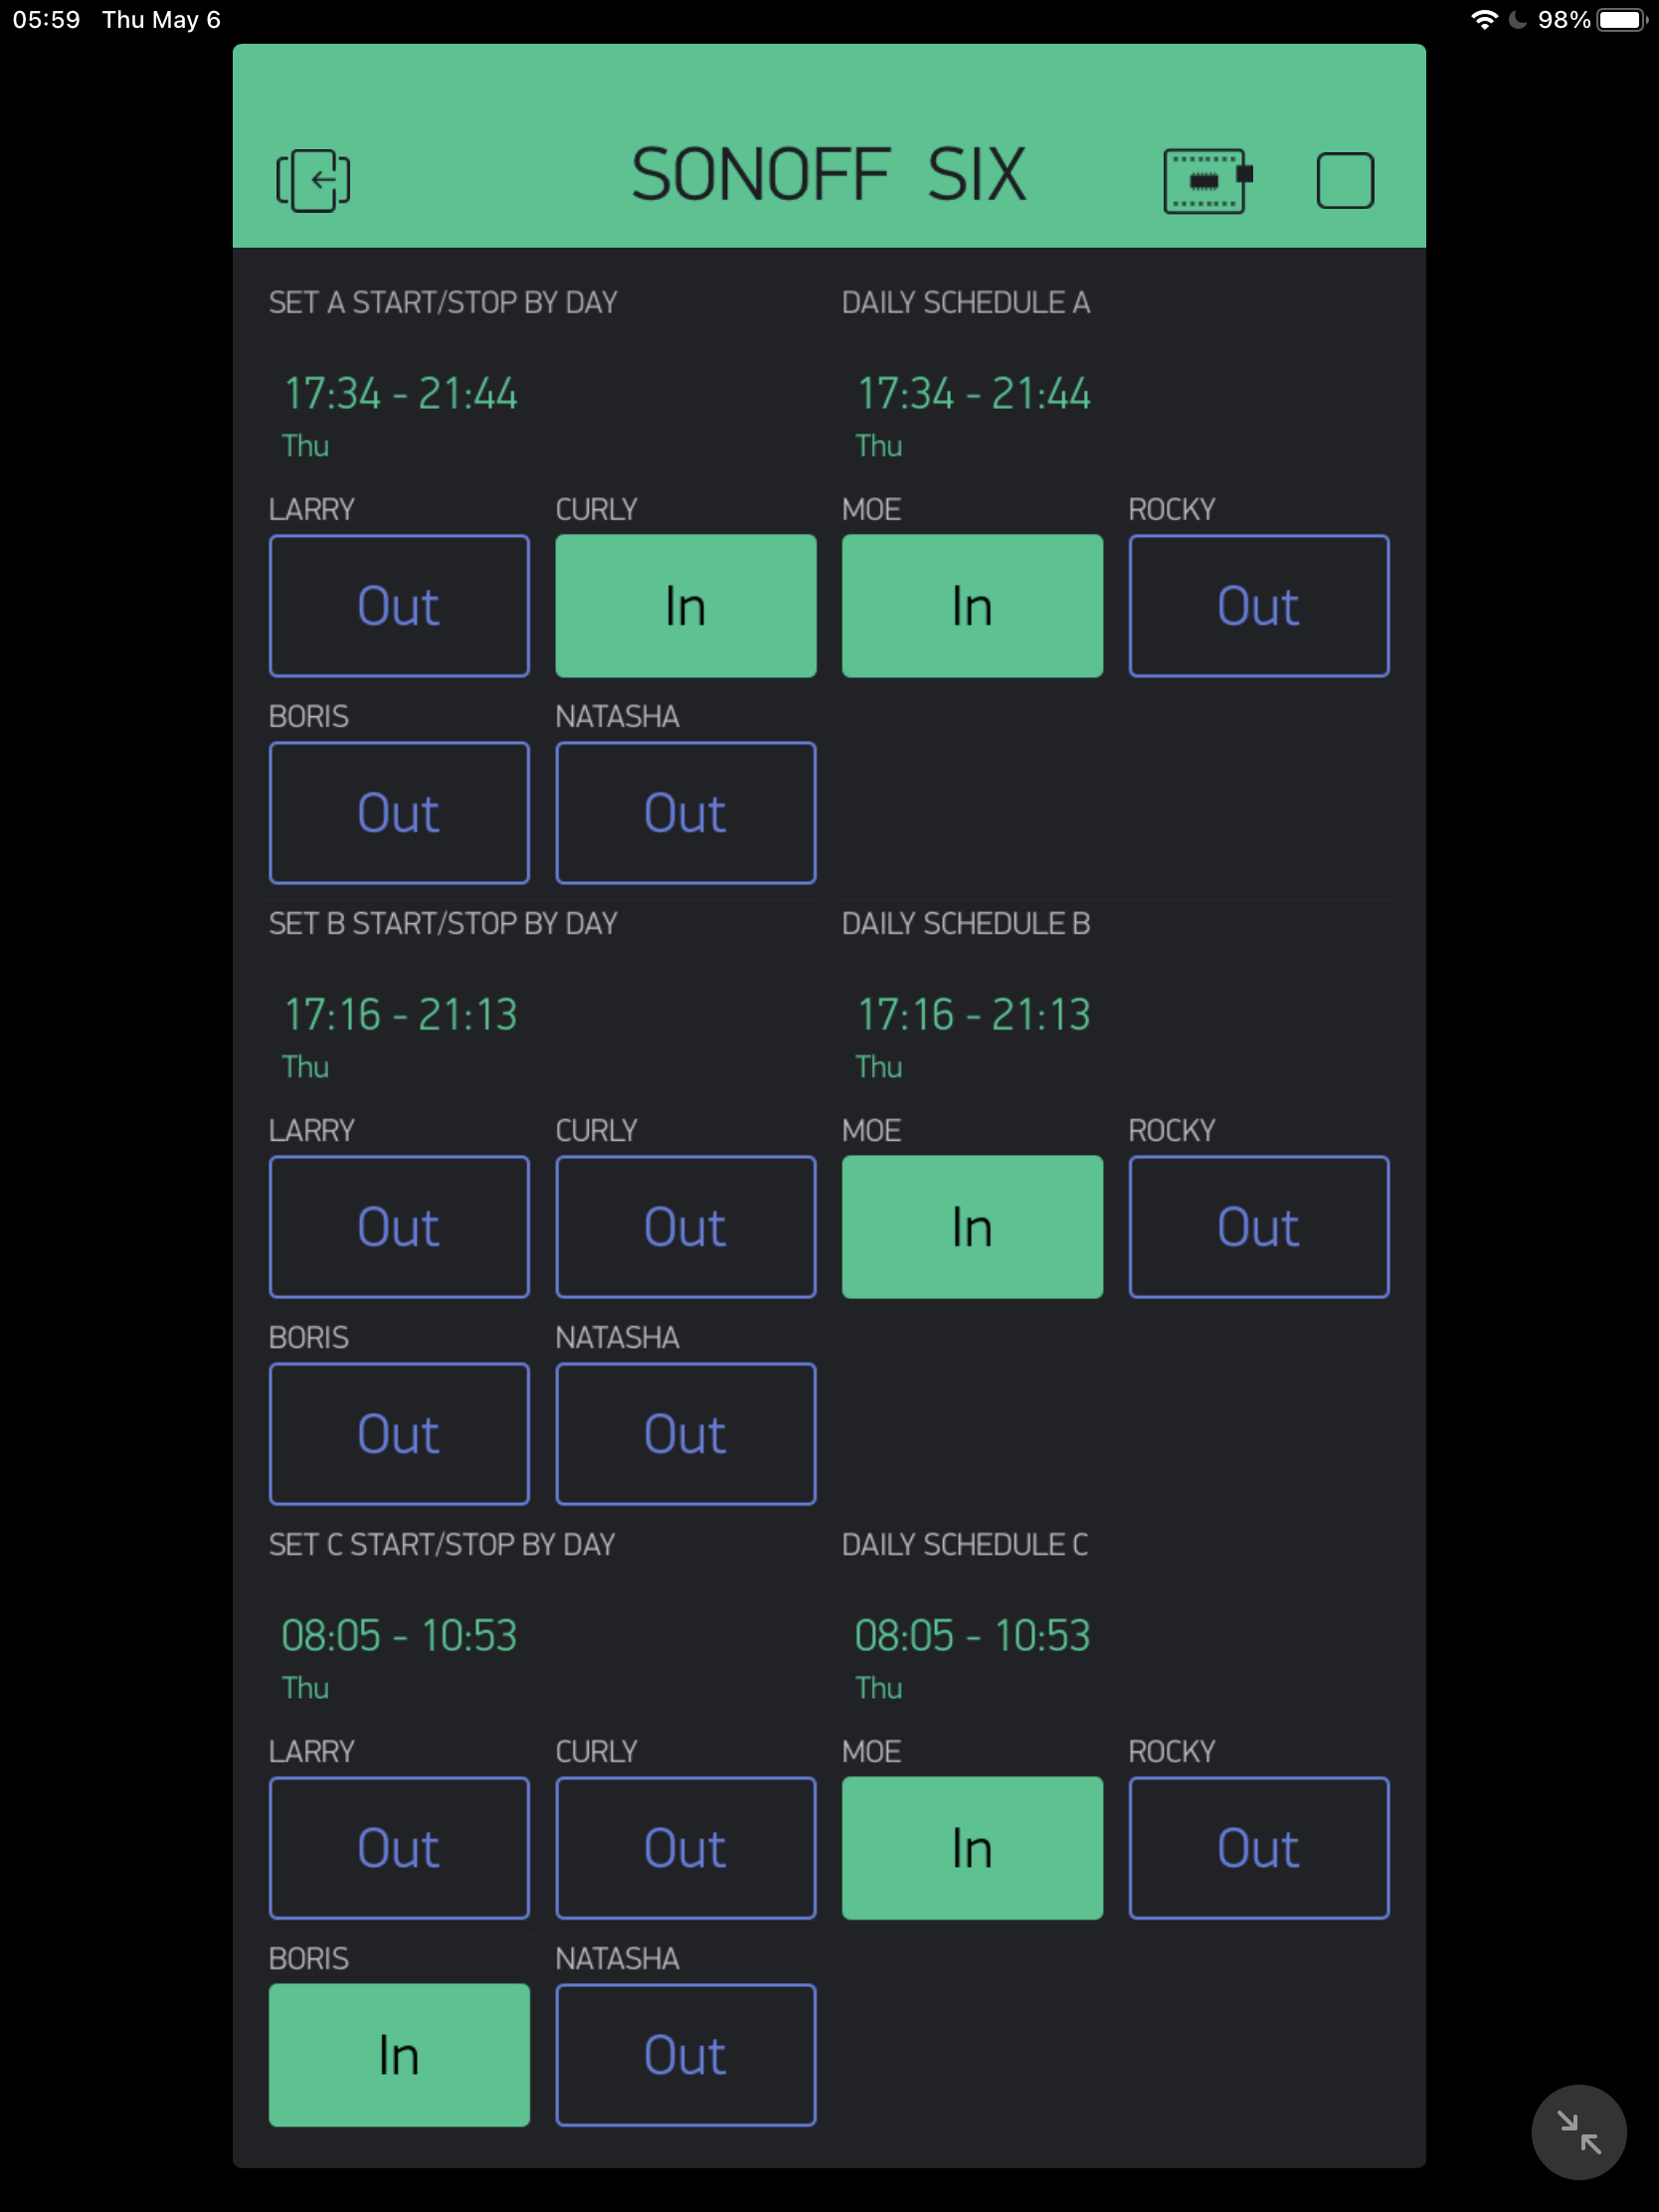 05:59 Thu May 6 98%
SONOFF SIX
SET A START/STOP BY DAY DAILY SCHEDULE A
17:34 - 21:44 17:34 - 21:44
Thu Thu
LARRY CURLY MOE ROCKY
Out In In Out
BORIS NATASHA
Out Out
SET B START/STOP BY DAY DAILY SCHEDULE B
17:16 - 21:13 17:16 - 21:13
Thu Thu
LARRY CURLY MOE ROCKY
Out Out In Out
BORIS NATASHA
Out Out
SET C START/STOP BY DAY DAILY SCHEDULE C
08:05 - 10:53 08:05 - 10:53
Thu Thu
LARRY CURLY MOE ROCKY
Out Out In Out
BORIS NATASHA
In Out